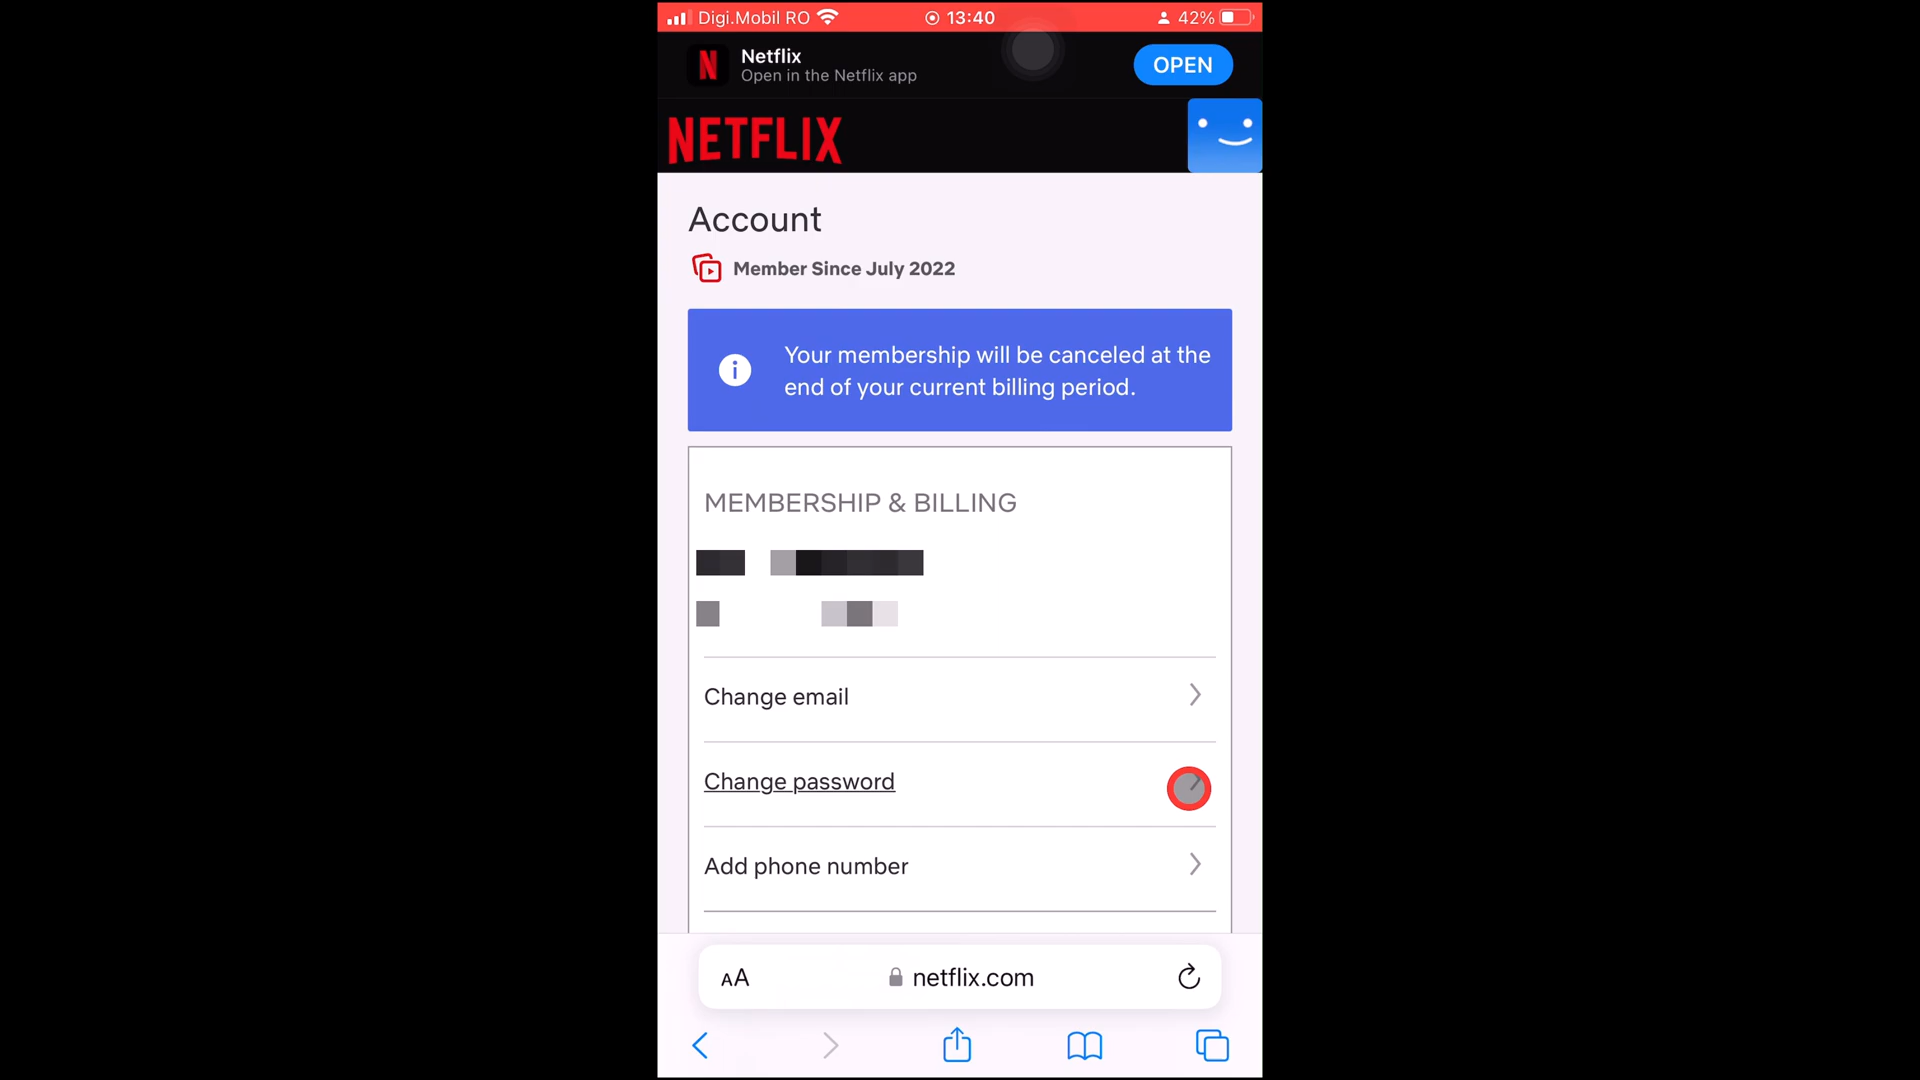 Digi.Mobil RO 13:40 42%
Netflix
Open in the Netflix app
OPEN
NETFLIX
Account
Member Since July 2022
Your membership will be canceled at the
end of your current billing period.
MEMBERSHIP & BILLING
Change email
Change password
Add phone number
AA netflix.com